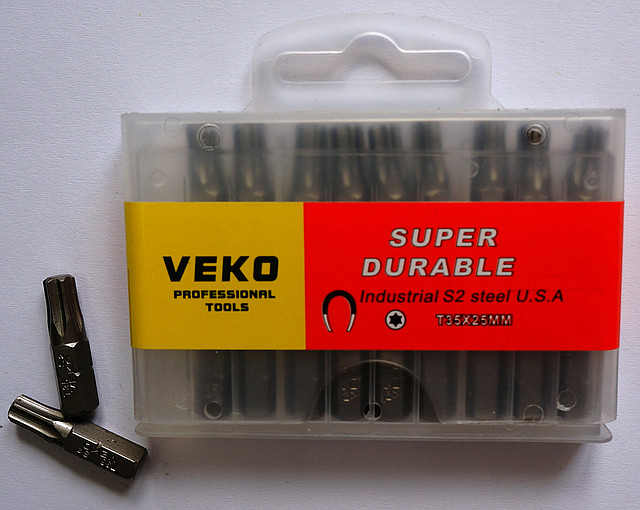 VEKO
PROFESSIONAL
TOOLS
SUPER
DURABLE
Industrial S2 steel U.S.A
T35X25MM